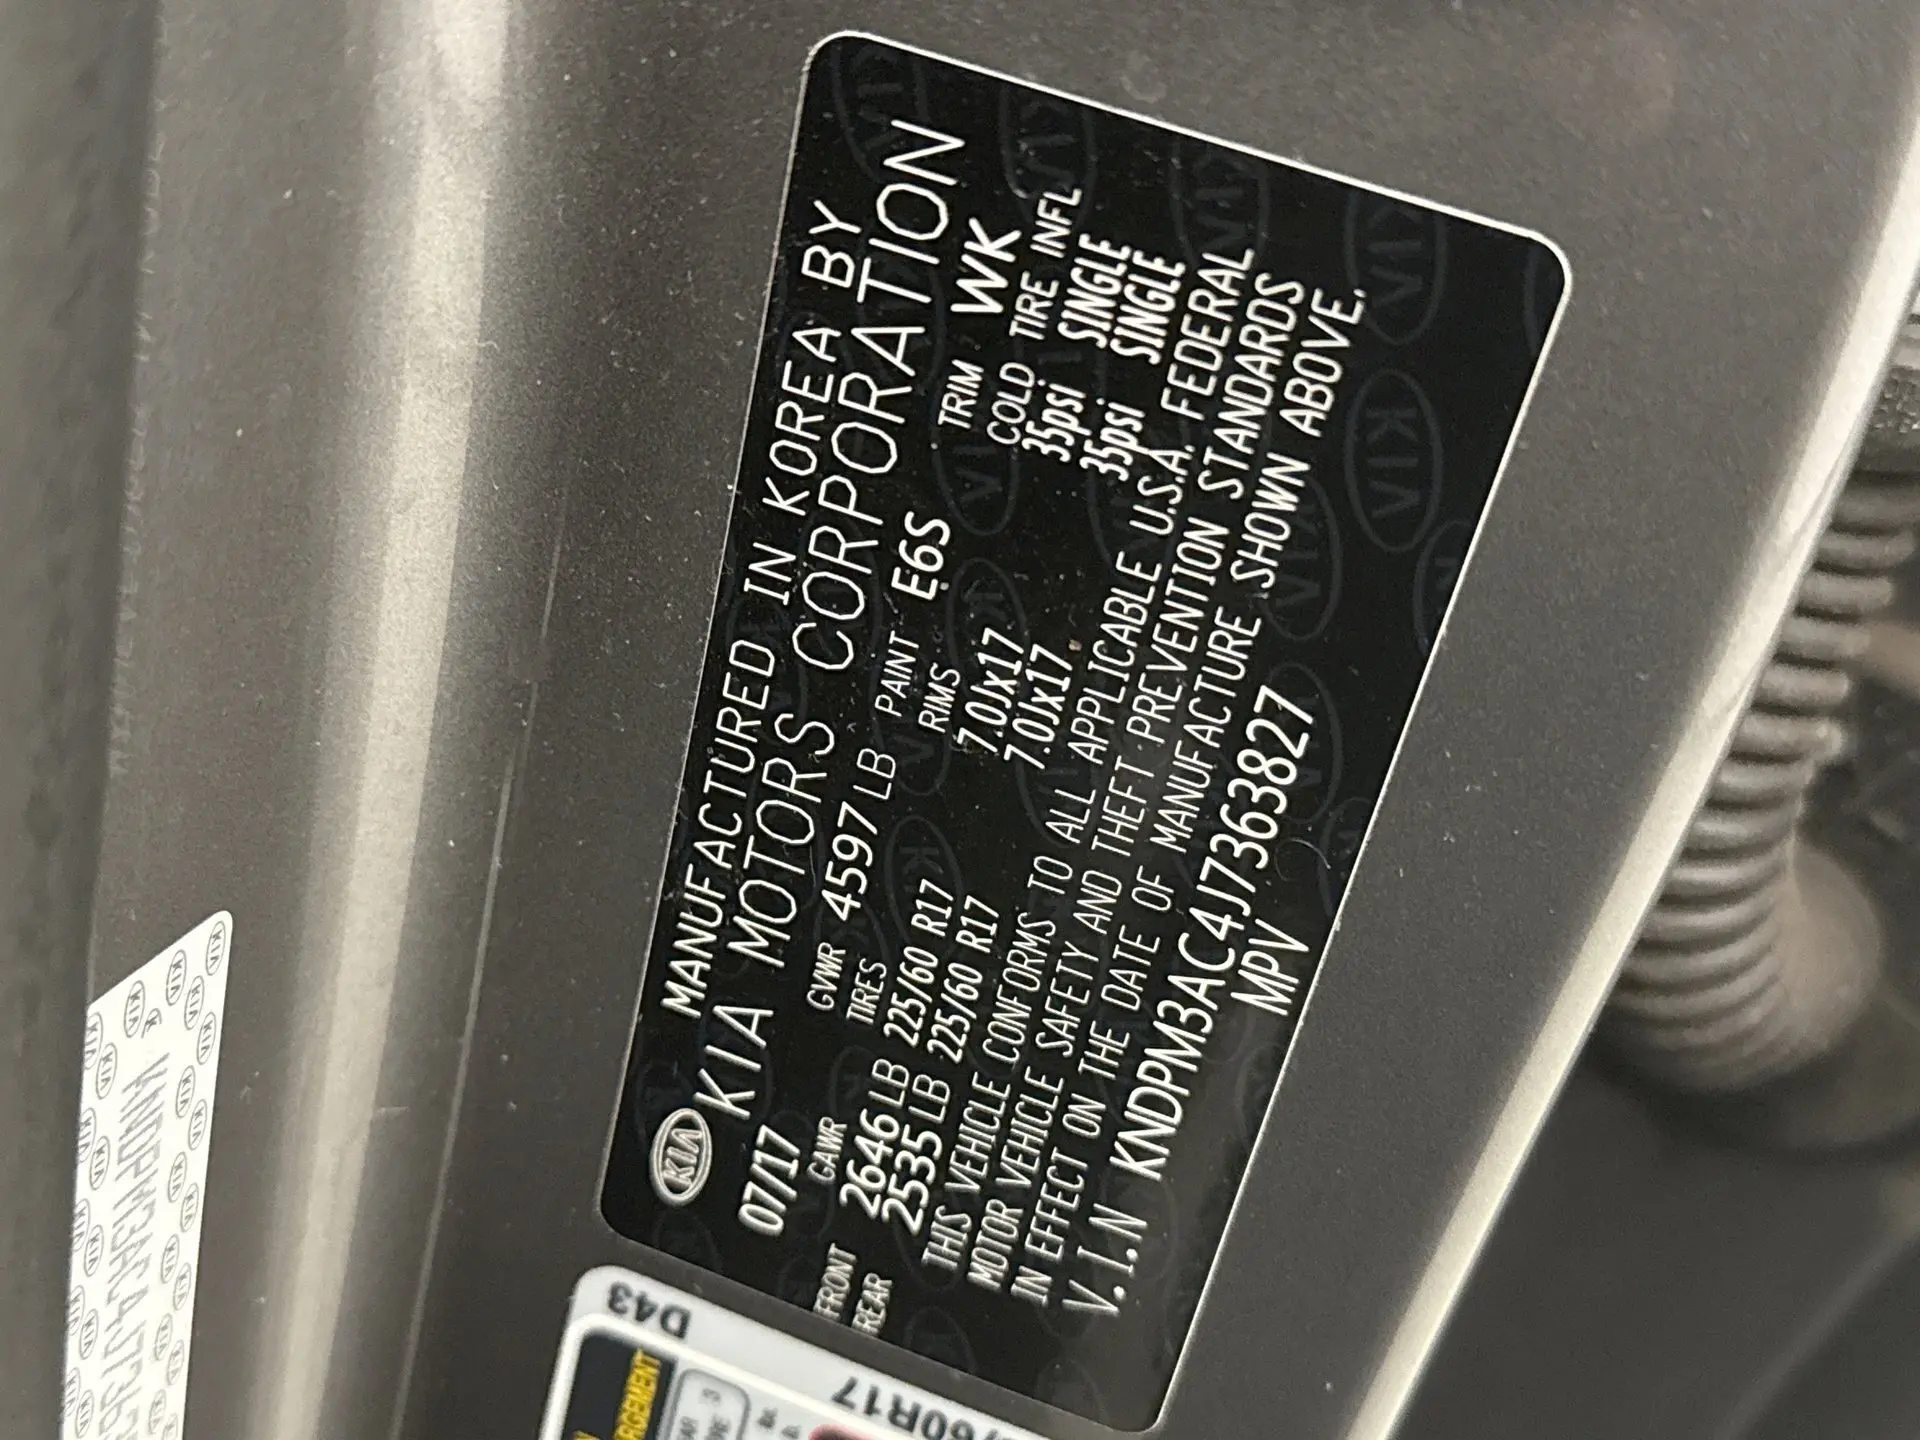 MANUFACTURED IN KOREA BY
KIA KIA MOTORS CORPORATION
07/17 GVWR 4597 LB PAINT E6S TRIM WK
GAWR TIRES RIMS COLD TIRE INFL
FRONT 2646 LB 225/60 R17 7.0Jx17 35psi SINGLE
REAR 2535 LB 225/60 R17 7.0Jx17 35psi SINGLE
THIS VEHICLE CONFORMS TO ALL APPLICABLE U.S.A. FEDERAL
MOTOR VEHICLE SAFETY AND THEFT PREVENTION STANDARDS
IN EFFECT ON THE DATE OF MANUFACTURE SHOWN ABOVE.
V.I.N KNDPM3AC4J7363827
MPV
D43
/60R17